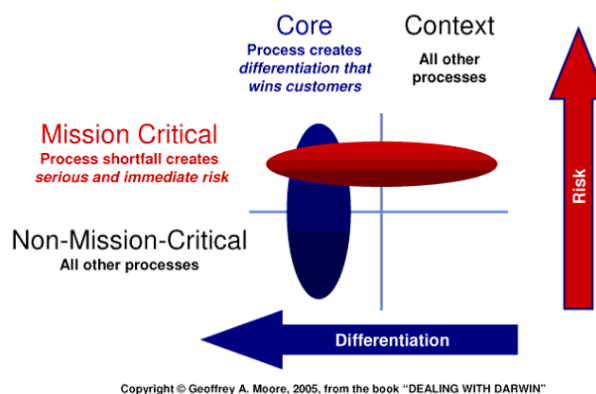 Core
Process creates
differentiation that
wins customers
Context
All other
processes
Mission Critical
Process shortfall creates
serious and immediate risk
Non-Mission-Critical
All other processes
Risk
Differentiation
Copyright © Geoffrey A. Moore, 2005, from the book “DEALING WITH DARWIN”